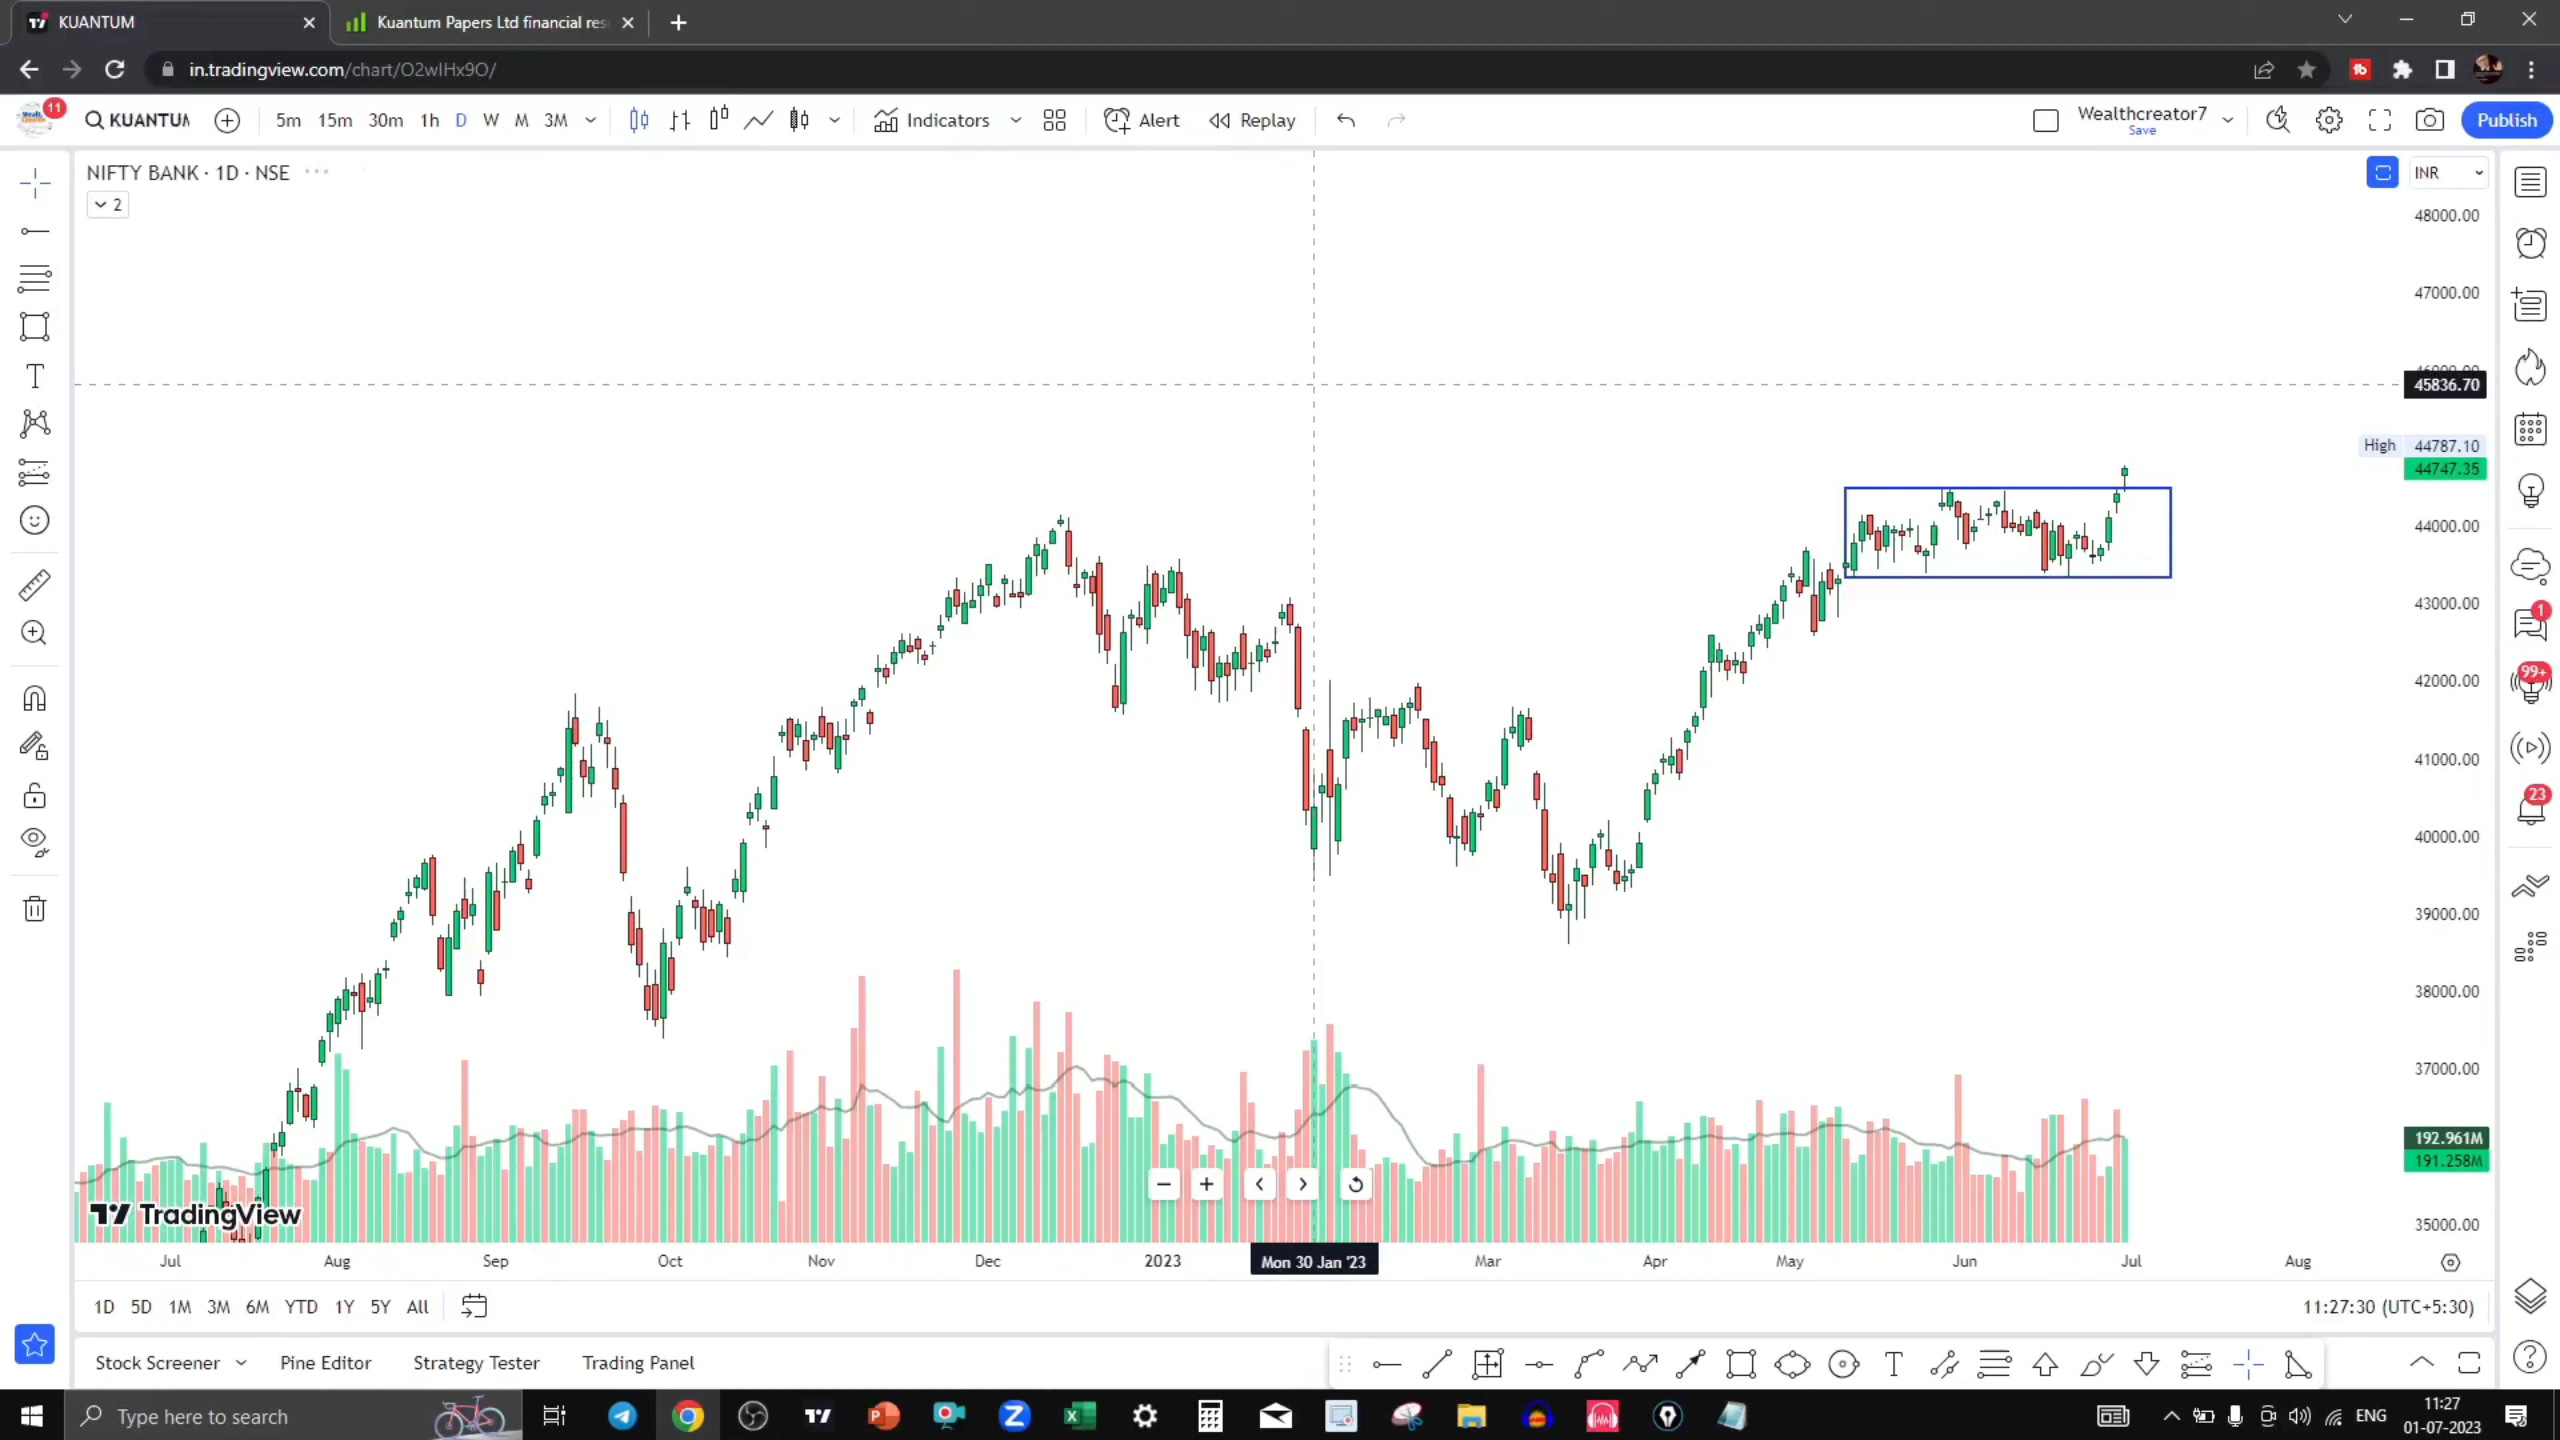 KUANTUM
Kuantum Papers Ltd financial res
in.tradingview.com/chart/O2wIHx9O/
11
KUANTUM
5m 15m 30m 1h D W M 3M
Indicators
Alert
Replay
Wealthcreator7
Save
Publish
NIFTY BANK · 1D · NSE
2
INR
48000.00
47000.00
45836.70
High 44787.10
44747.35
44000.00
43000.00
42000.00
41000.00
40000.00
39000.00
38000.00
37000.00
192.961M
191.258M
35000.00
1
99+
23
TradingView
Jul Aug Sep Oct Nov Dec 2023 Mon 30 Jan '23 Mar Apr May Jun Jul Aug
1D 5D 1M 3M 6M YTD 1Y 5Y All
11:27:30 (UTC+5:30)
Stock Screener Pine Editor Strategy Tester Trading Panel
Type here to search
ENG
11:27
01-07-2023